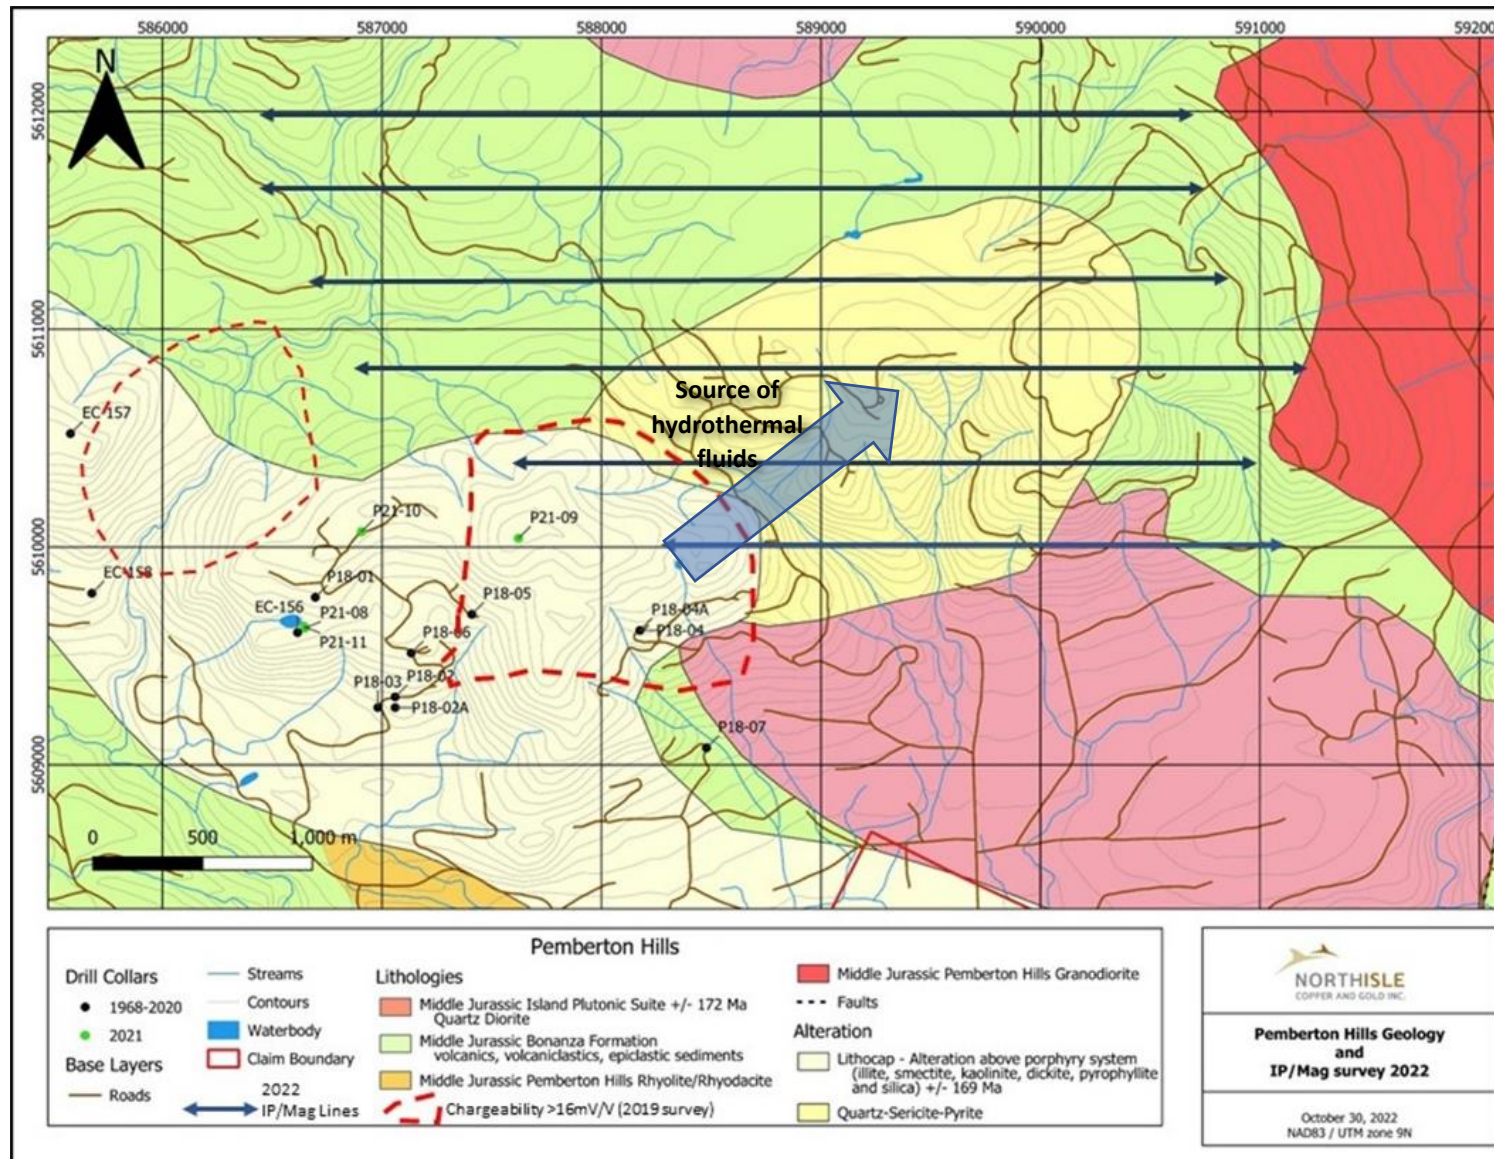 586000
587000
588000
589000
590000
591000
592000
N
5612000
5611000
5610000
5609000
Source of
hydrothermal
fluids
EC-157
P21-10
P21-09
EC-158
P18-01
P18-05
EC-156
P21-08
P18-04A
P18-04
P21-11
P18-06
P18-03
P18-02
P18-02A
P18-07
0 500 1,000 m
Pemberton Hills
Drill Collars
1968-2020
2021
Base Layers
Roads
Streams
Contours
Waterbody
Claim Boundary
2022
IP/Mag Lines
Lithologies
Middle Jurassic Island Plutonic Suite +/- 172 Ma
Quartz Diorite
Middle Jurassic Bonanza Formation
volcanics, volcaniclastics, epiclastic sediments
Middle Jurassic Pemberton Hills Rhyolite/Rhyodacite
Chargeability >16mV/V (2019 survey)
Middle Jurassic Pemberton Hills Granodiorite
Faults
Alteration
Lithocap - Alteration above porphyry system
(illite, smectite, kaolinite, dickite, pyrophyllite
and silica) +/- 169 Ma
Quartz-Sericite-Pyrite
NORTHISLE
COPPER AND GOLD INC.
Pemberton Hills Geology
and
IP/Mag survey 2022
October 30, 2022
NAD83 / UTM zone 9N